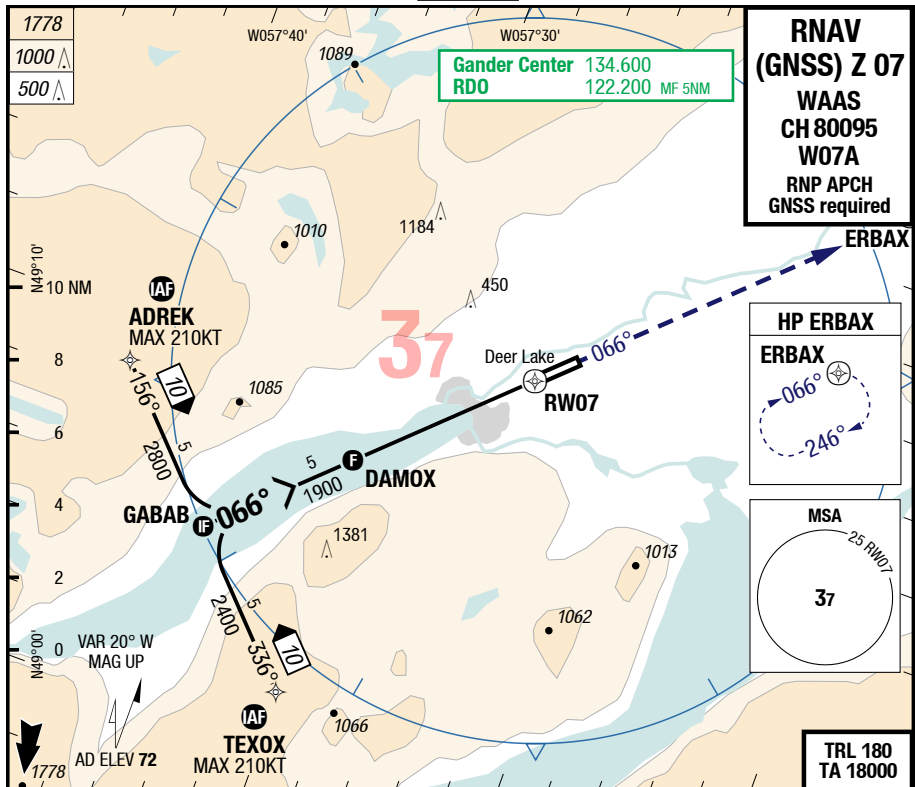 1778
1000
500
W057°40'
W057°30'
1089
Gander Center 134.600
RDO 122.200 MF 5NM
RNAV
(GNSS) Z 07
WAAS
CH 80095
W07A
RNP APCH
GNSS required
1010
1184
ERBAX
N49°10'
10 NM
IAF
ADREK
MAX 210KT
450
37
HP ERBAX
ERBAX
066°
246°
8
156°
10
1085
Deer Lake
066°
RW07
6
5
2800
5
F
DAMOX
1900
4
GABAB
IF
066°
1381
MSA
25 RW07
37
2
2400
5
1013
1062
N49°00'
0
VAR 20° W
MAG UP
336°
10
IAF
TEXOX
MAX 210KT
1066
AD ELEV 72
1778
TRL 180
TA 18000